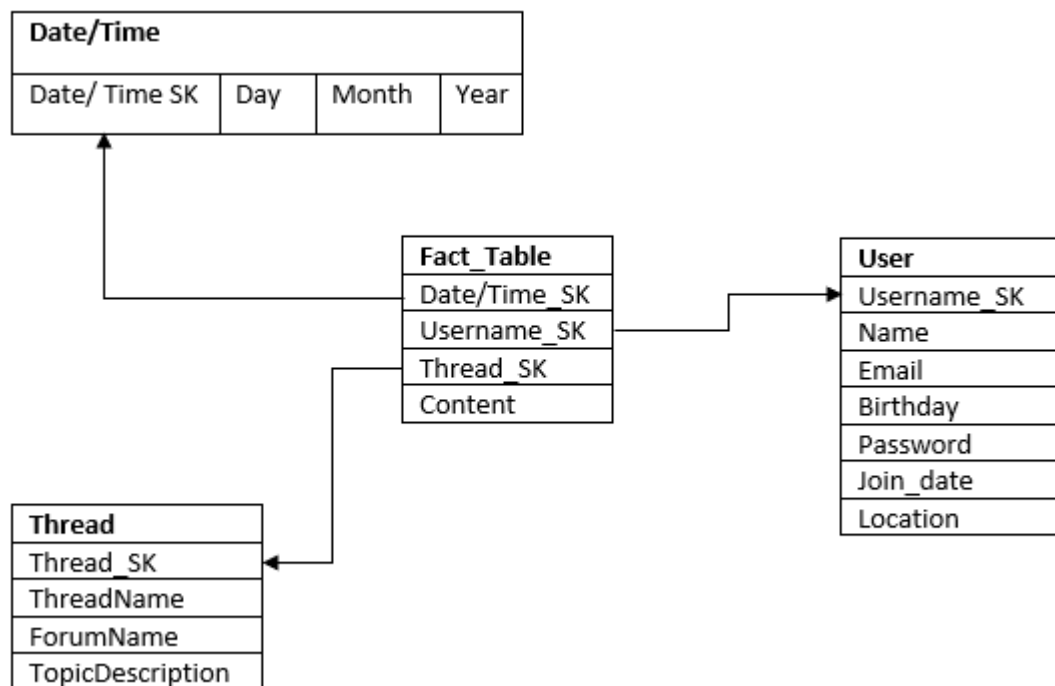 Date/Time
Date/ Time SK Day Month Year
Fact_Table
Date/Time_SK
Username_SK
Thread_SK
Content
User
Username_SK
Name
Email
Birthday
Password
Join_date
Location
Thread
Thread_SK
ThreadName
ForumName
TopicDescription